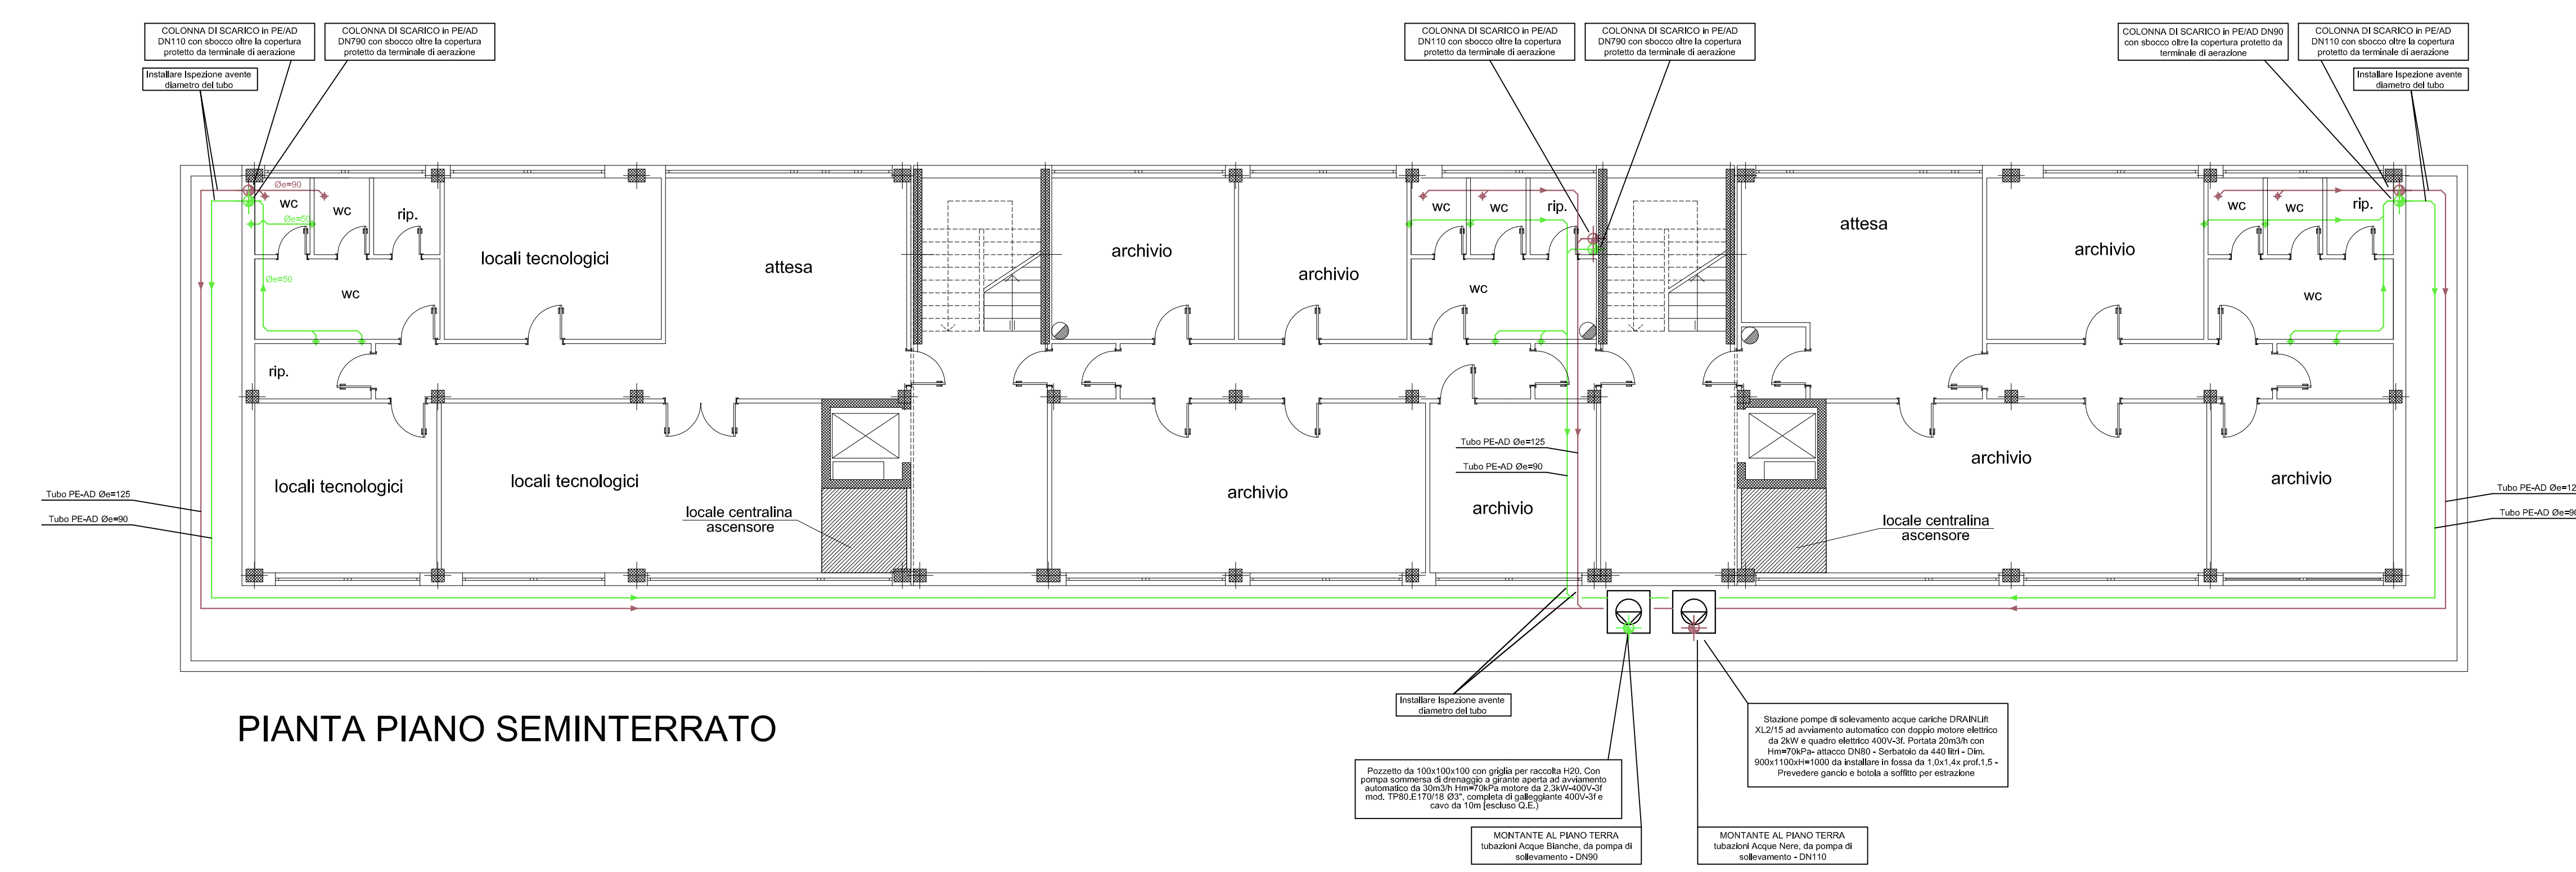 COLONNA DI SCARICO in PE/AD
DN110 con sbocco oltre la copertura
protetto da terminale di aerazione
COLONNA DI SCARICO in PE/AD
DN790 con sbocco oltre la copertura
protetto da terminale di aerazione
Installare Ispezione avente
diametro del tubo
COLONNA DI SCARICO in PE/AD
DN110 con sbocco oltre la copertura
protetto da terminale di aerazione
COLONNA DI SCARICO in PE/AD
DN790 con sbocco oltre la copertura
protetto da terminale di aerazione
COLONNA DI SCARICO in PE/AD DN90
con sbocco oltre la copertura protetto da
terminale di aerazione
COLONNA DI SCARICO in PE/AD
DN110 con sbocco oltre la copertura
protetto da terminale di aerazione
Installare Ispezione avente
diametro del tubo
Øe=90
wc
wc
rip.
Øe=50
Øe=50
wc
rip.
locali tecnologici
attesa
archivio
archivio
wc
wc
rip.
wc
attesa
archivio
wc
wc
rip.
wc
locali tecnologici
locali tecnologici
locale centralina
ascensore
archivio
archivio
Tubo PE-AD Øe=125
Tubo PE-AD Øe=90
locale centralina
ascensore
archivio
archivio
Tubo PE-AD Øe=125
Tubo PE-AD Øe=90
Tubo PE-AD Øe=12
Tubo PE-AD Øe=90
Installare Ispezione avente
diametro del tubo
PIANTA PIANO SEMINTERRATO
Stazione pompe di solevamento acque cariche DRAINLift
XL2/15 ad avviamento automatico con doppio motore elettrico
da 2kW e quadro elettrico 400V-3f. Portata 20m3/h con
Hm=70kPa- attacco DN80 - Serbatoio da 440 litri - Dim.
900x1100xH=1000 da installare in fossa da 1,0x1,4x prof.1,5 -
Prevedere gancio e botola a soffitto per estrazione
Pozzetto da 100x100x100 con griglia per raccolta H20. Con
pompa sommersa di drenaggio a girante aperta ad avviamento
automatico da 30m3/h Hm=70kPa motore da 2,3kW-400V-3f
mod. TP80.E170/18 Ø3", completa di galleggiante 400V-3f e
cavo da 10m [escluso Q.E.)
MONTANTE AL PIANO TERRA
tubazioni Acque Bianche, da pompa di
sollevamento - DN90
MONTANTE AL PIANO TERRA
tubazioni Acque Nere, da pompa di
sollevamento - DN110